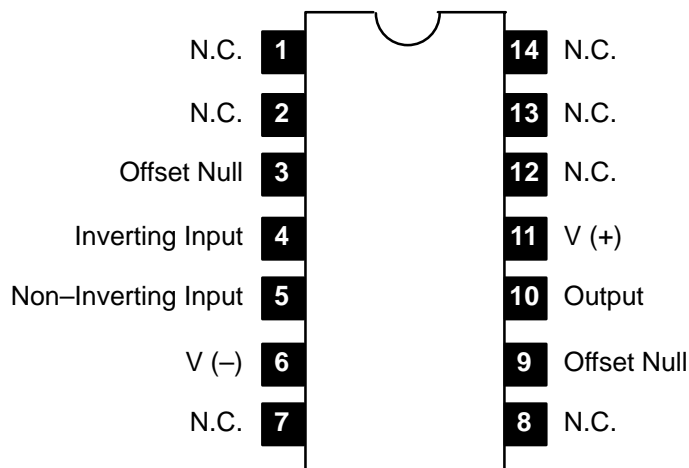 N.C. 1 14 N.C.
N.C. 2 13 N.C.
Offset Null 3 12 N.C.
Inverting Input 4 11 V (+)
Non–Inverting Input 5 10 Output
V (–) 6 9 Offset Null
N.C. 7 8 N.C.